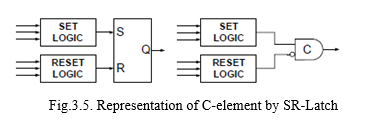 SET
LOGIC
S
Q
RESET
LOGIC
R
SET
LOGIC
C
RESET
LOGIC
Fig.3.5. Representation of C-element by SR-Latch